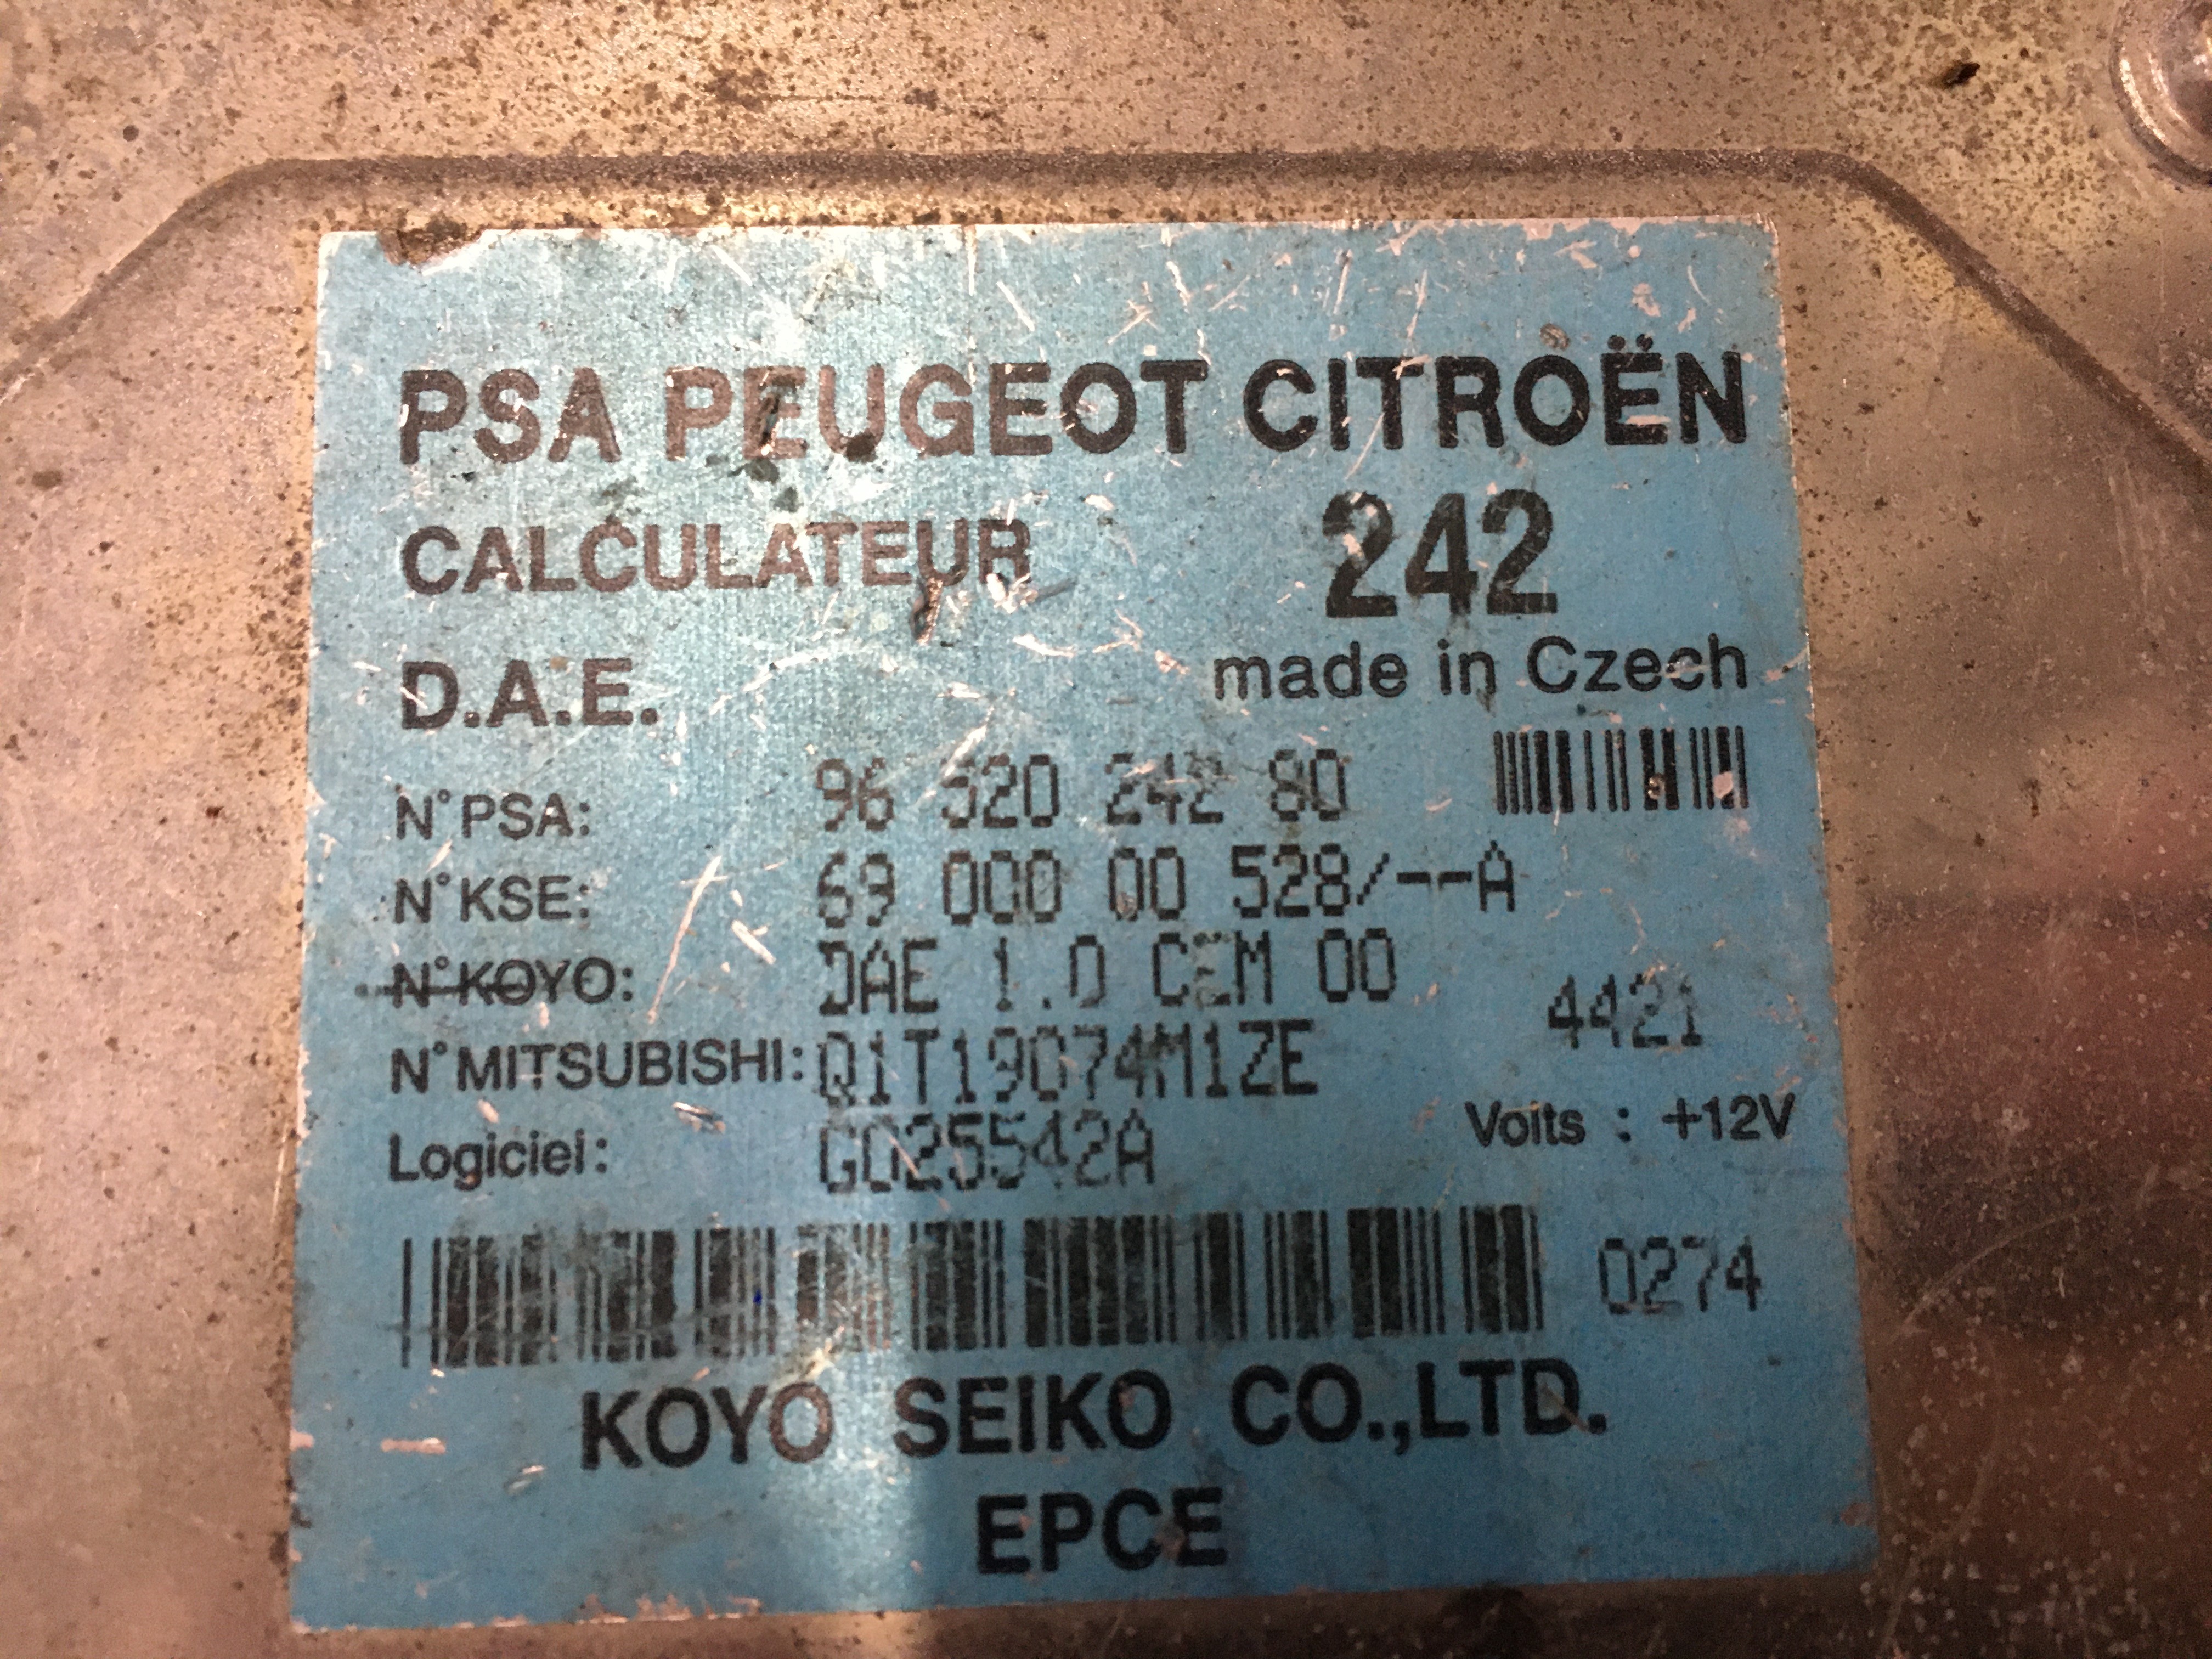 PSA PEUGEOT CITROËN
CALCULATEUR 242
D.A.E. made in Czech
N°PSA: 96 520 242 80
N°KSE: 69 000 00 528/--A
N°KOYO: DAE 1.0 CEM 00
4421
N°MITSUBISHI: Q1T19074M1ZE
Volts : +12V
Logiciel: G025542A
0274
KOYO SEIKO CO.,LTD.
EPCE